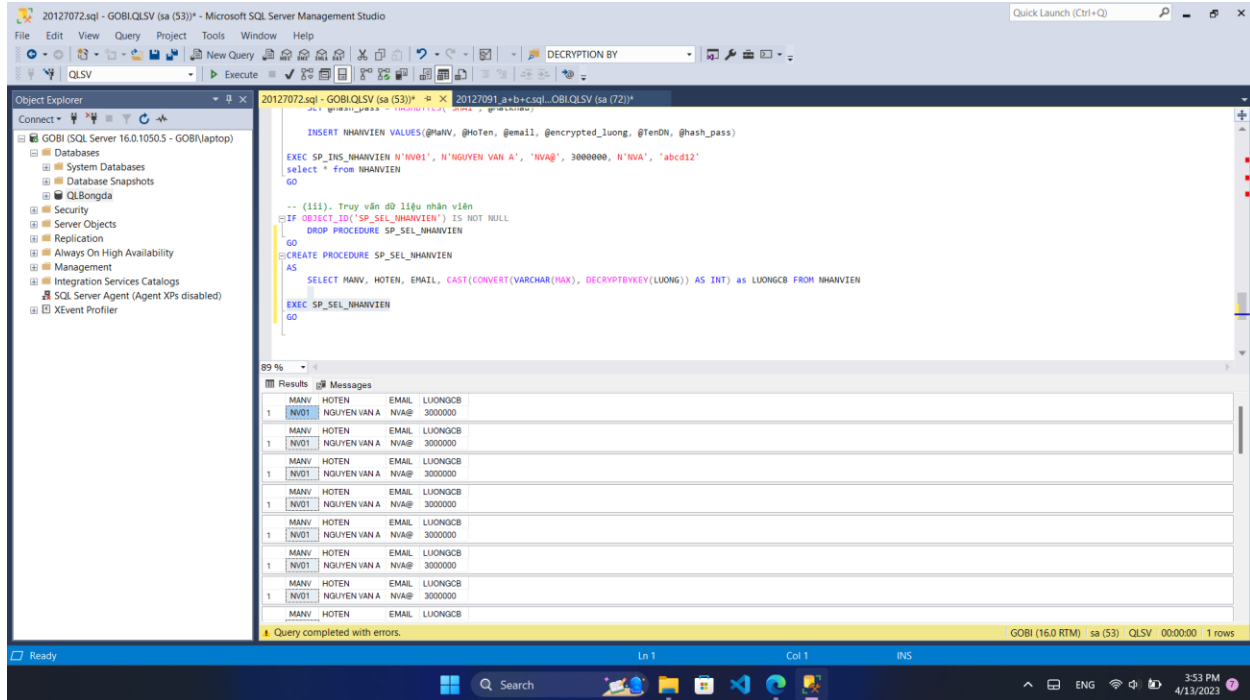 20127072.sql - GOBI.QLSV (sa (53))* - Microsoft SQL Server Management Studio
Quick Launch (Ctrl+Q)
File Edit View Query Project Tools Window Help
New Query
DECRYPTION BY
QLSV
Execute
Object Explorer
Connect
GOBI (SQL Server 16.0.1050.5 - GOBI\laptop)
Databases
System Databases
Database Snapshots
QLBongda
Security
Server Objects
Replication
Always On High Availability
Management
Integration Services Catalogs
SQL Server Agent (Agent XPs disabled)
XEvent Profiler
20127072.sql - GOBI.QLSV (sa (53))*
20127091_a+b+c.sql...OBI.QLSV (sa (72))*
INSERT NHANVIEN VALUES(@MaNV, @HoTen, @email, @encrypted_luong, @TenDN, @hash_pass)
EXEC SP_INS_NHANVIEN N'NV01', N'NGUYEN VAN A', 'NVA@', 3000000, N'NVA', 'abcd12'
select * from NHANVIEN
GO
-- (iii). Truy vấn dữ liệu nhân viên
IF OBJECT_ID('SP_SEL_NHANVIEN') IS NOT NULL
DROP PROCEDURE SP_SEL_NHANVIEN
GO
CREATE PROCEDURE SP_SEL_NHANVIEN
AS
SELECT MANV, HOTEN, EMAIL, CAST(CONVERT(VARCHAR(MAX), DECRYPTBYKEY(LUONG)) AS INT) as LUONGCB FROM NHANVIEN
EXEC SP_SEL_NHANVIEN
GO
89 %
Results Messages
MANV HOTEN EMAIL LUONGCB
1 NV01 NGUYEN VAN A NVA@ 3000000
MANV HOTEN EMAIL LUONGCB
1 NV01 NGUYEN VAN A NVA@ 3000000
MANV HOTEN EMAIL LUONGCB
1 NV01 NGUYEN VAN A NVA@ 3000000
MANV HOTEN EMAIL LUONGCB
1 NV01 NGUYEN VAN A NVA@ 3000000
MANV HOTEN EMAIL LUONGCB
1 NV01 NGUYEN VAN A NVA@ 3000000
MANV HOTEN EMAIL LUONGCB
1 NV01 NGUYEN VAN A NVA@ 3000000
MANV HOTEN EMAIL LUONGCB
1 NV01 NGUYEN VAN A NVA@ 3000000
MANV HOTEN EMAIL LUONGCB
Query completed with errors.
GOBI (16.0 RTM) sa (53) QLSV 00:00:00 1 rows
Ready
Ln 1 Col 1 INS
Search
ENG
3:53 PM
4/13/2023
7